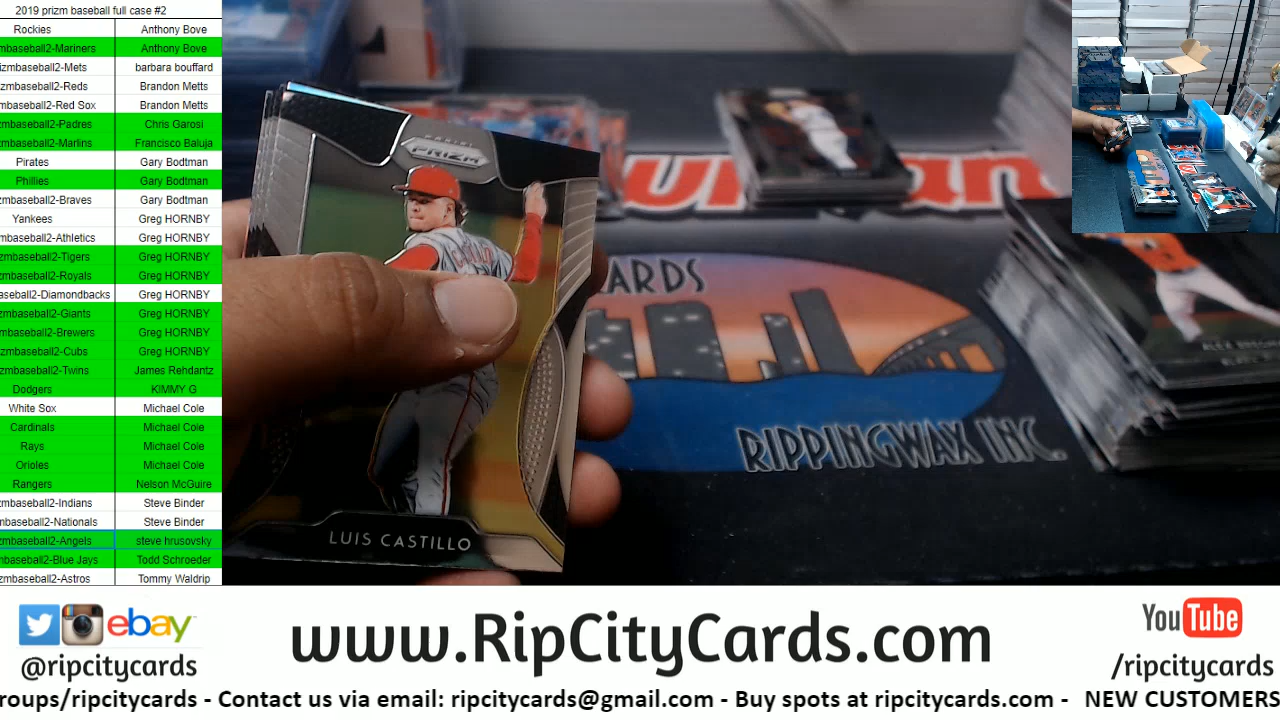 2019 prizm baseball full case #2
Rockies Anthony Bove
mbaseball2-Mariners Anthony Bove
izmbaseball2-Mets barbara bouffard
izmbaseball2-Reds Brandon Metts
mbaseball2-Red Sox Brandon Metts
zmbaseball2-Padres Chris Garosi
zmbaseball2-Marlins Francisco Baluja
Pirates Gary Bodtman
Phillies Gary Bodtman
zmbaseball2-Braves Gary Bodtman
Yankees Greg HORNBY
mbaseball2-Athletics Greg HORNBY
zmbaseball2-Tigers Greg HORNBY
zmbaseball2-Royals Greg HORNBY
aseball2-Diamondbacks Greg HORNBY
zmbaseball2-Giants Greg HORNBY
mbaseball2-Brewers Greg HORNBY
zmbaseball2-Cubs Greg HORNBY
zmbaseball2-Twins James Rehdantz
Dodgers KIMMY G
White Sox Michael Cole
Cardinals Michael Cole
Rays Michael Cole
Orioles Michael Cole
Rangers Nelson McGuire
zmbaseball2-Indians Steve Binder
mbaseball2-Nationals Steve Binder
zmbaseball2-Angels steve hrusovsky
mbaseball2-Blue Jays Todd Schroeder
zmbaseball2-Astros Tommy Waldrip
PANINI
PRIZM
LUIS CASTILLO
CARDS
RIPPINGWAX INC.
ALEX
ebay
@ripcitycards
www.RipCityCards.com
YouTube
/ripcitycards
roups/ripcitycards - Contact us via email: ripcitycards@gmail.com - Buy spots at ripcitycards.com - NEW CUSTOMERS